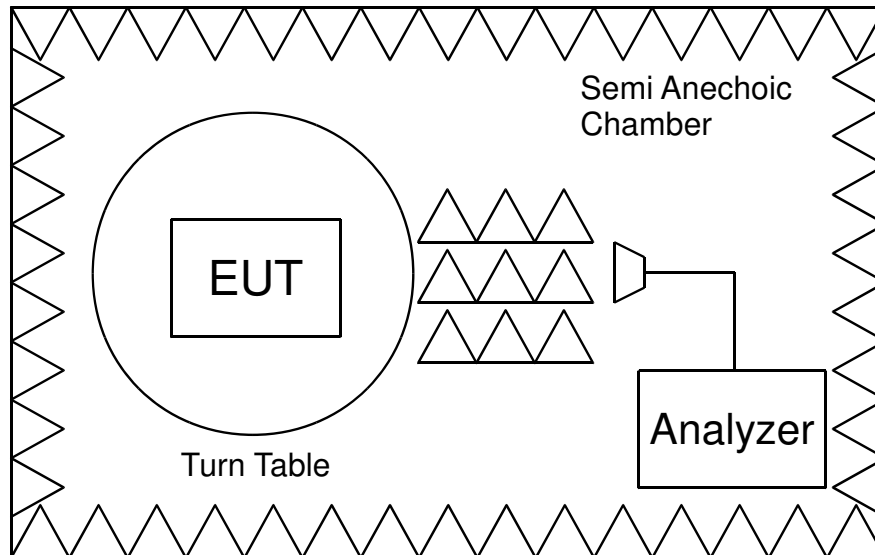 Semi Anechoic
Chamber
EUT
Analyzer
Turn Table